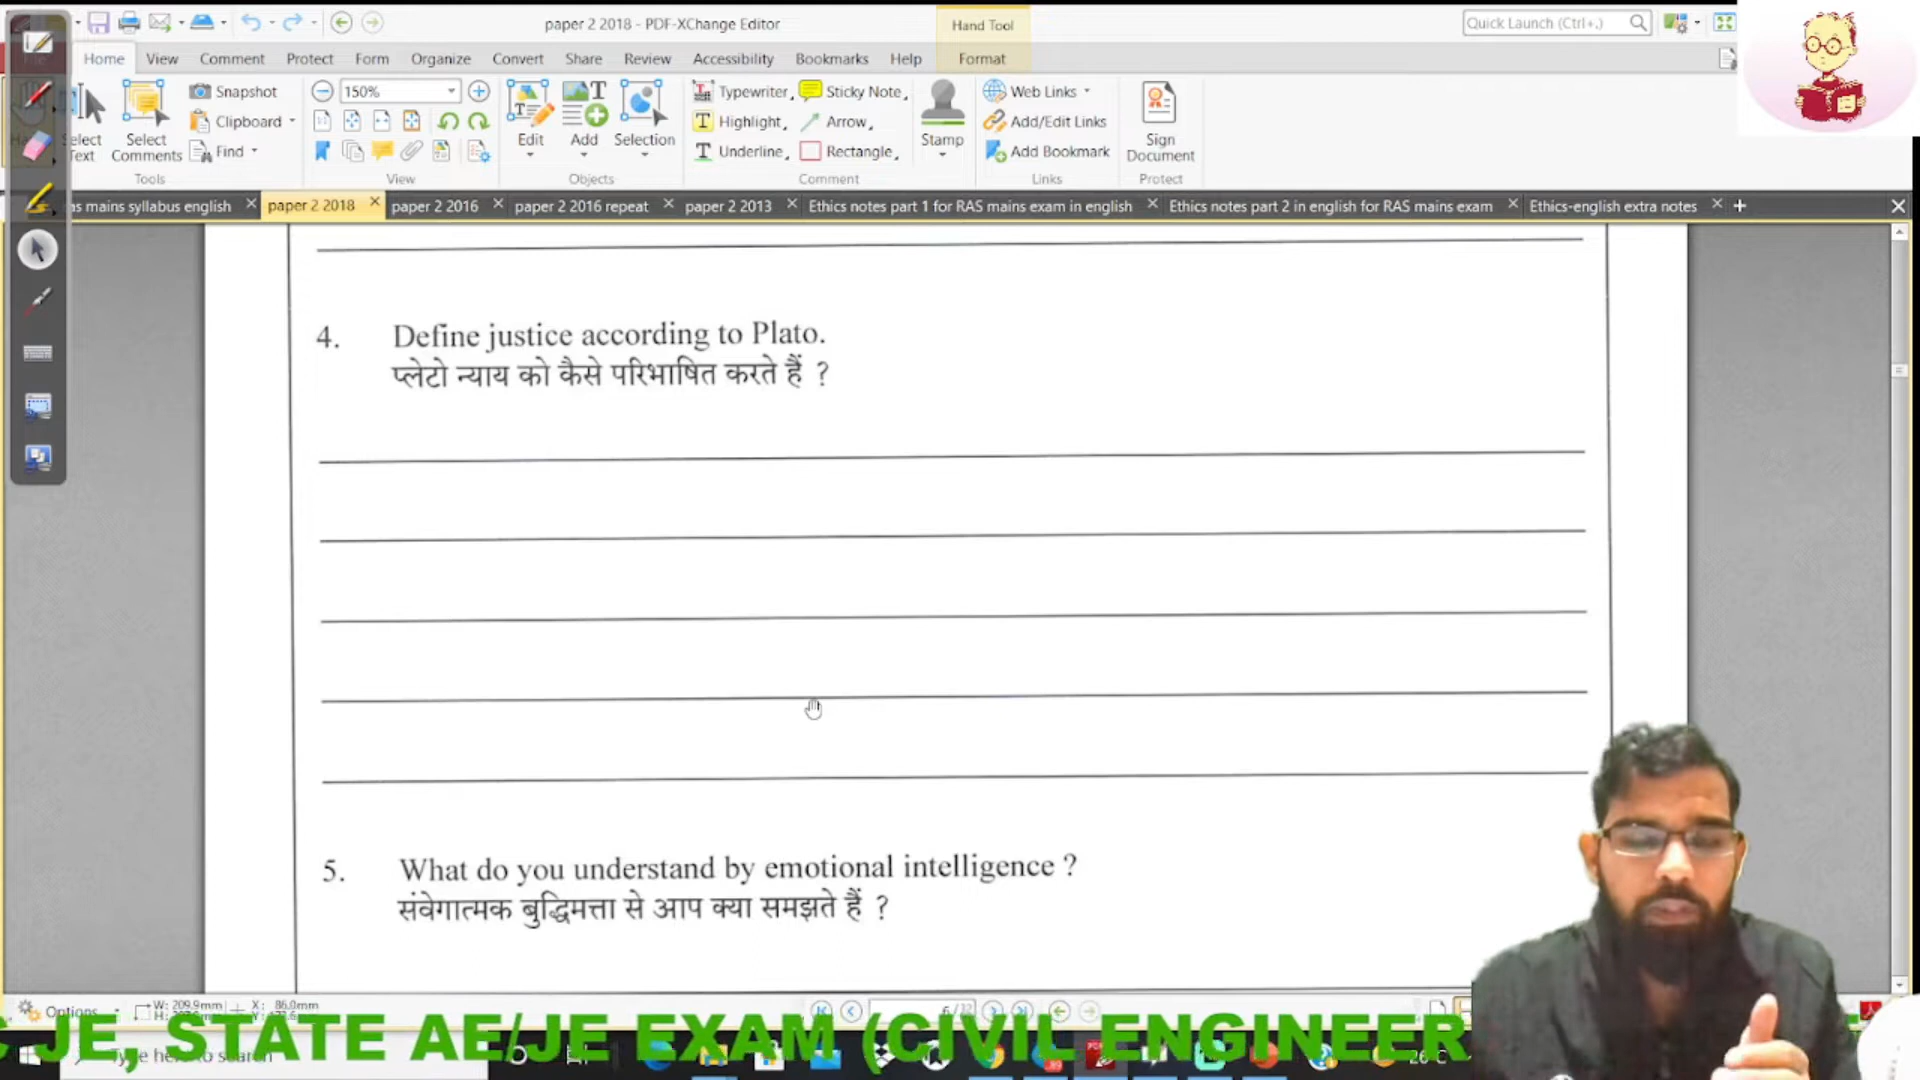 paper 2 2018 - PDF-XChange Editor
Hand Tool
Quick Launch (Ctrl+,)
Home View Comment Protect Form Organize Convert Share Review Accessibility Bookmarks Help Format
Select Comments
Snapshot
Clipboard
Find
Tools
150%
View
Edit
Add
Selection
Objects
Typewriter
Highlight
Underline
Sticky Note
Arrow
Rectangle
Stamp
Comment
Web Links
Add/Edit Links
Add Bookmark
Links
Sign Document
Protect
mains syllabus english
paper 2 2018
paper 2 2016
paper 2 2016 repeat
paper 2 2013
Ethics notes part 1 for RAS mains exam in english
Ethics notes part 2 in english for RAS mains exam
Ethics-english extra notes
4. Define justice according to Plato.
प्लेटो न्याय को कैसे परिभाषित करते हैं ?
5. What do you understand by emotional intelligence ?
संवेगात्मक बुद्धिमत्ता से आप क्या समझते हैं ?
Options
JE, STATE AE/JE EXAM (CIVIL ENGINEER